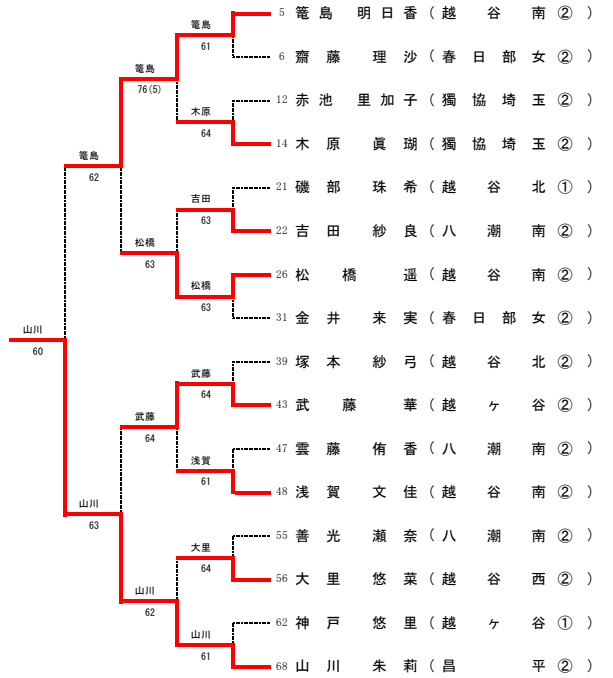 5 篭島 明日香 ( 越谷南 ② )
篭島
61
6 齋藤 理沙 ( 春日部女 ② )
篭島
76(5)
12 赤池 里加子 ( 獨協埼玉 ② )
木原
64
14 木原 眞瑚 ( 獨協埼玉 ② )
篭島
62
21 磯部 珠希 ( 越谷北 ① )
吉田
63
22 吉田 紗良 ( 八潮南 ② )
松橋
63
26 松橋 遥 ( 越谷南 ② )
松橋
63
31 金井 来実 ( 春日部女 ② )
山川
60
39 塚本 紗弓 ( 越谷北 ② )
武藤
64
43 武藤 華 ( 越ヶ谷 ② )
武藤
64
47 雲藤 侑香 ( 八潮南 ② )
浅賀
61
48 浅賀 文佳 ( 越谷南 ② )
山川
63
55 善光 瀬奈 ( 八潮南 ② )
大里
64
56 大里 悠菜 ( 越谷西 ② )
山川
62
62 神戸 悠里 ( 越ヶ谷 ① )
山川
61
68 山川 朱莉 ( 昌平 ② )